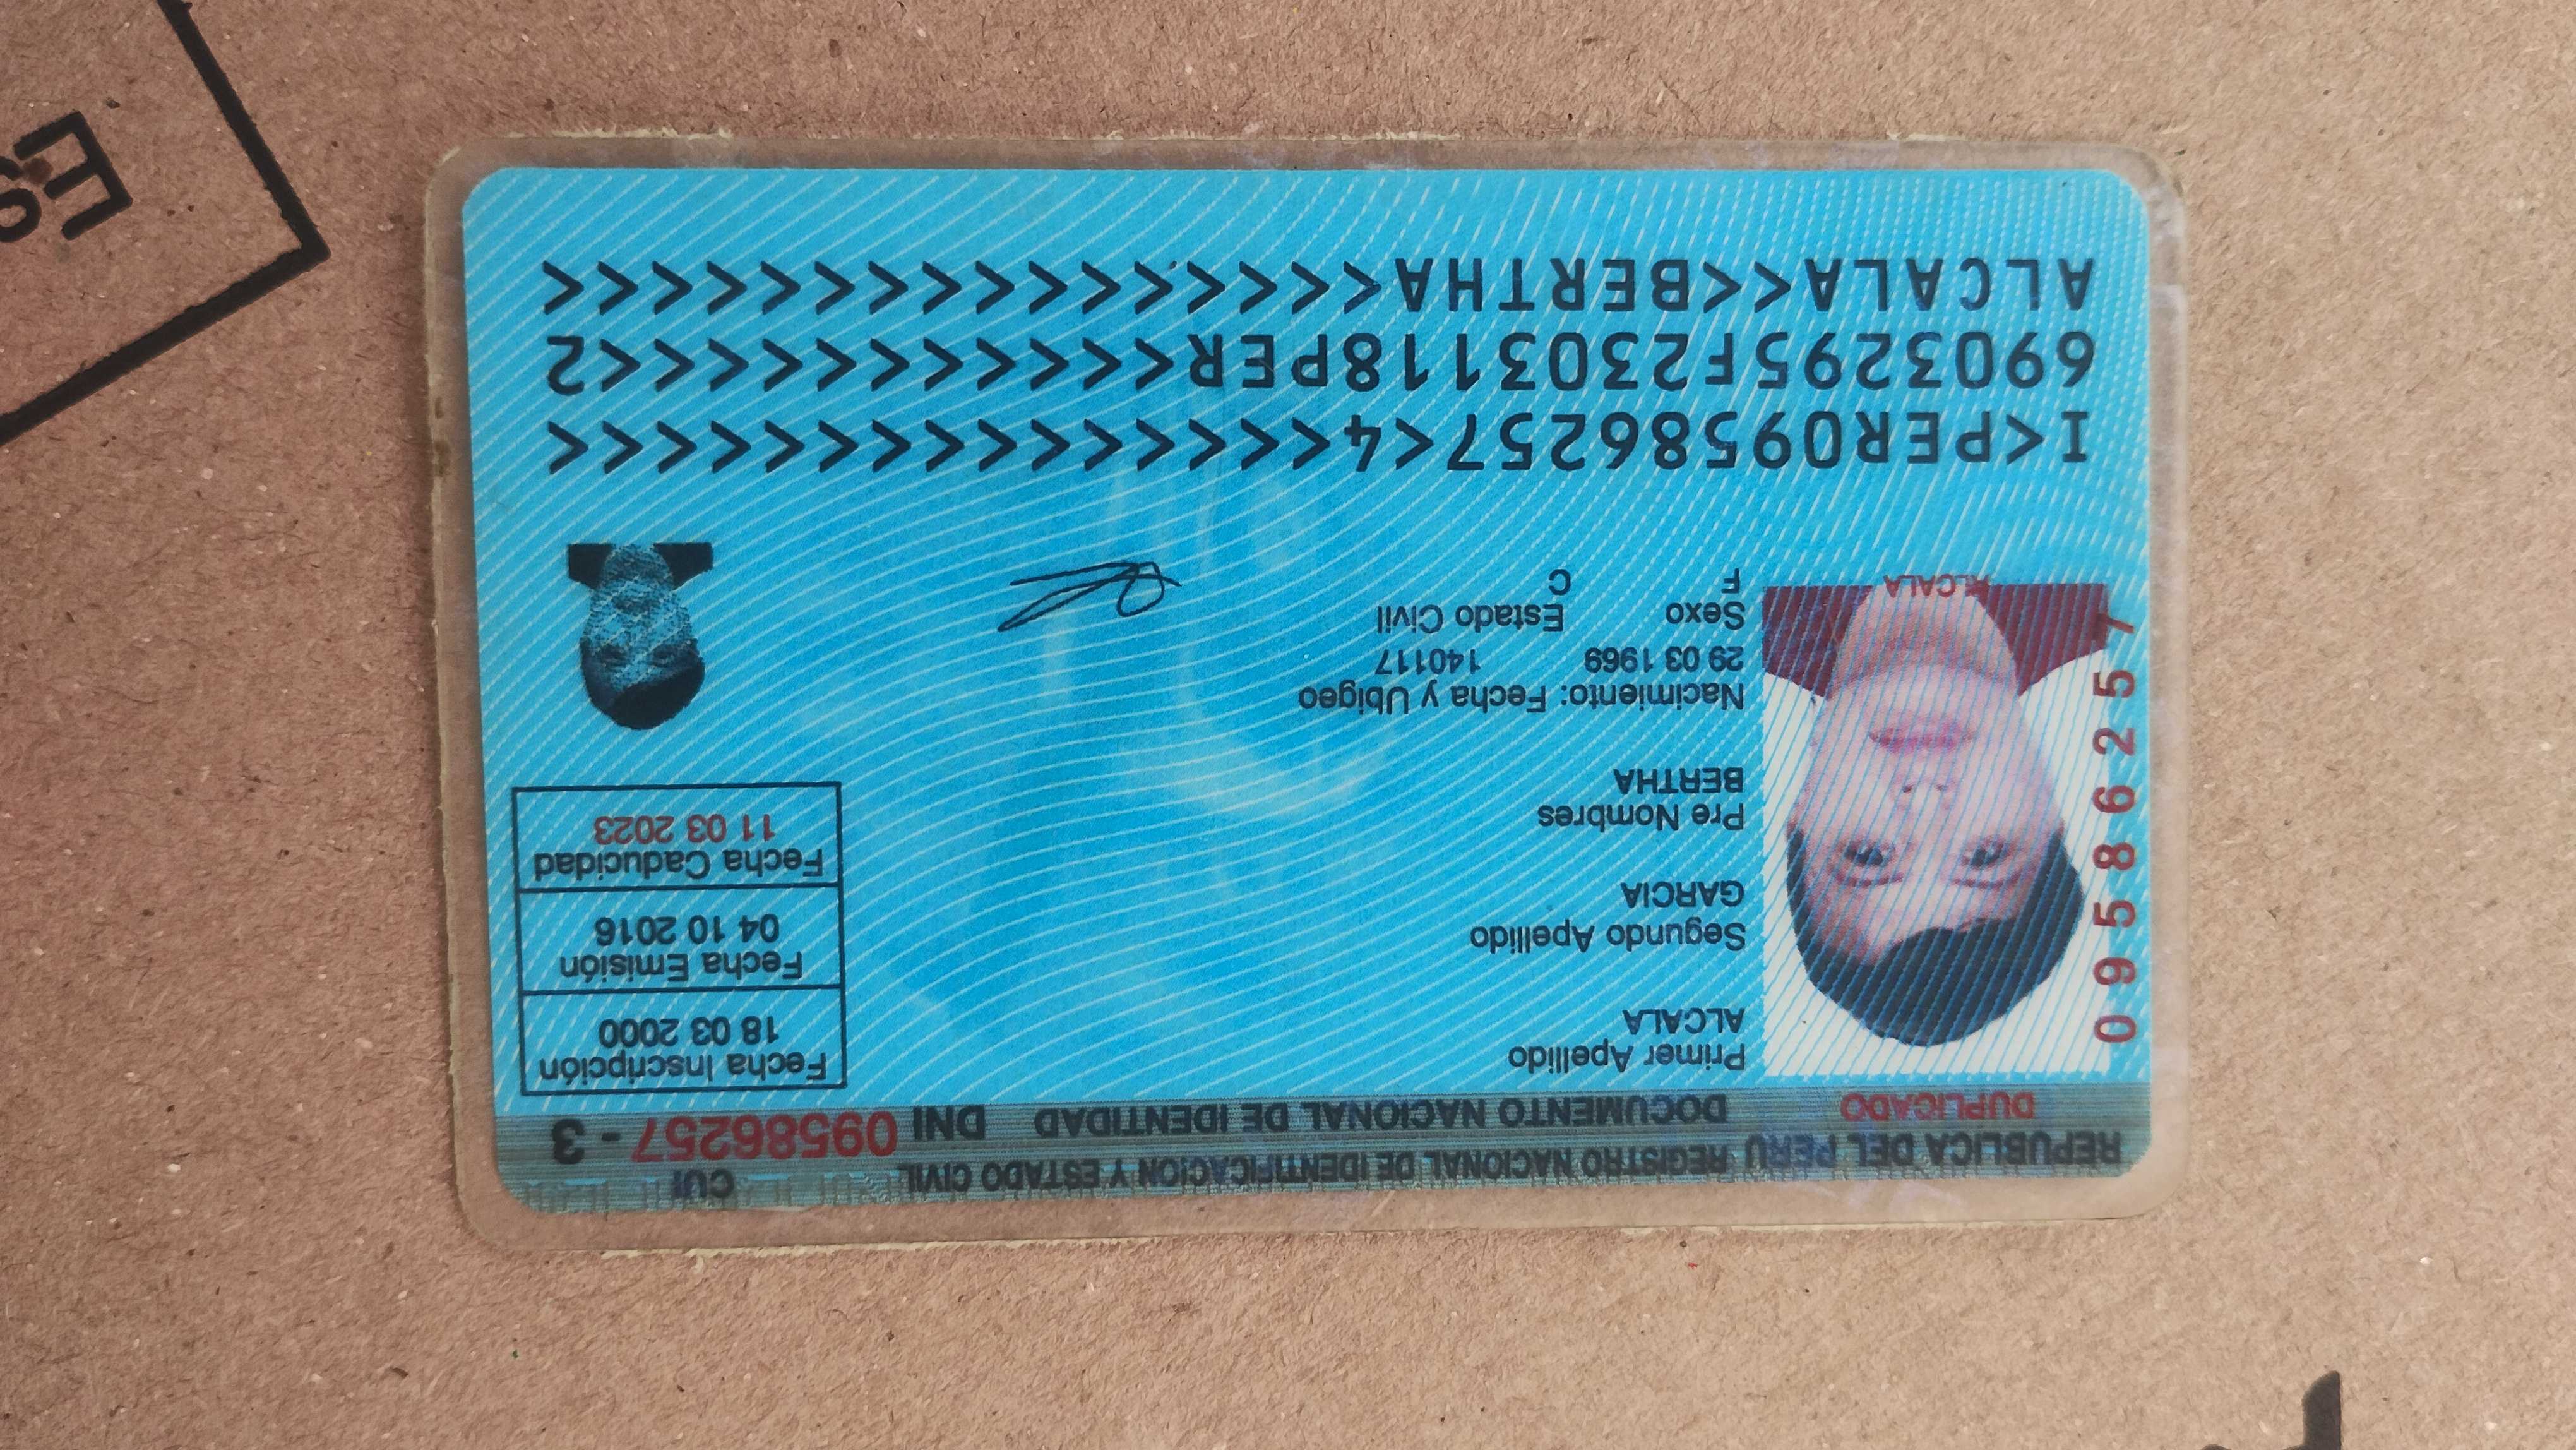 REPUBLICA DEL PERU REGISTRO NACIONAL DE IDENTIFICACION Y ESTADO CIVIL
CUI
DUPLICADO DOCUMENTO NACIONAL DE IDENTIDAD DNI 09586257 - 3
09586257
ALCALA
Primer Apellido
ALCALA
Segundo Apellido
GARCIA
Pre Nombres
BERTHA
Nacimiento: Fecha y Ubigeo
29 03 1969 140117
Sexo Estado Civil
F C
Fecha Inscripción
18 03 2000
Fecha Emisión
04 10 2016
Fecha Caducidad
11 03 2023
I<PER09586257<4<<<<<<<<<<<<<<<
6903295F2303118PER<<<<<<<<<<<2
ALCALA<<BERTHA<<<<<<<<<<<<<<<<